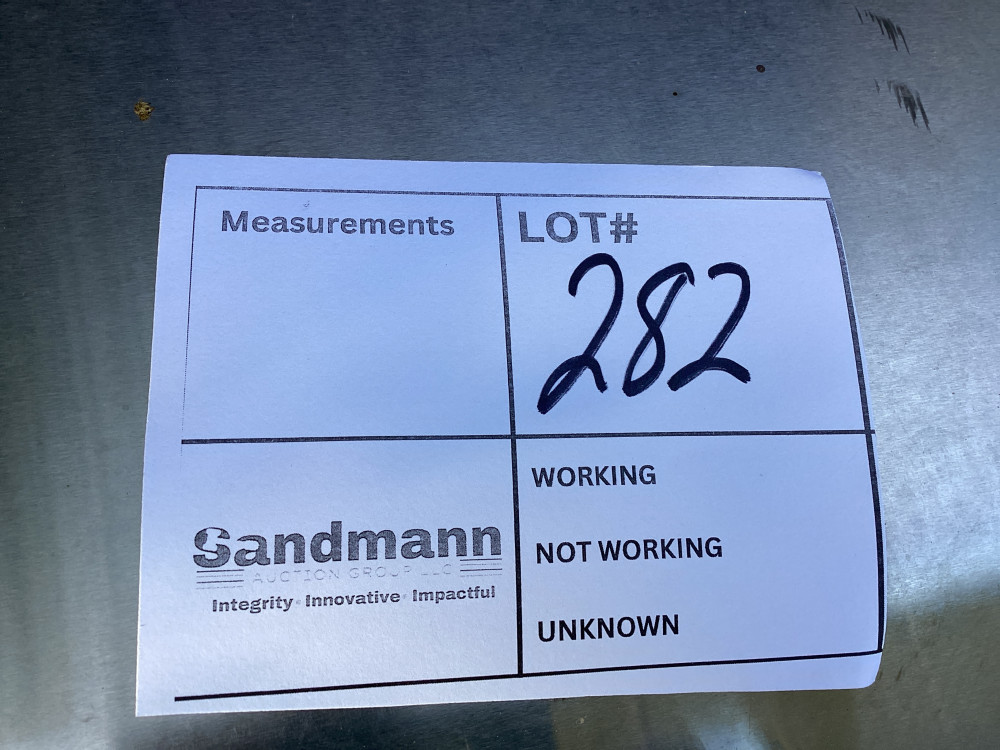 Measurements
LOT#
282
WORKING
NOT WORKING
UNKNOWN
Sandmann
AUCTION GROUP LLC
Integrity • Innovative • Impactful